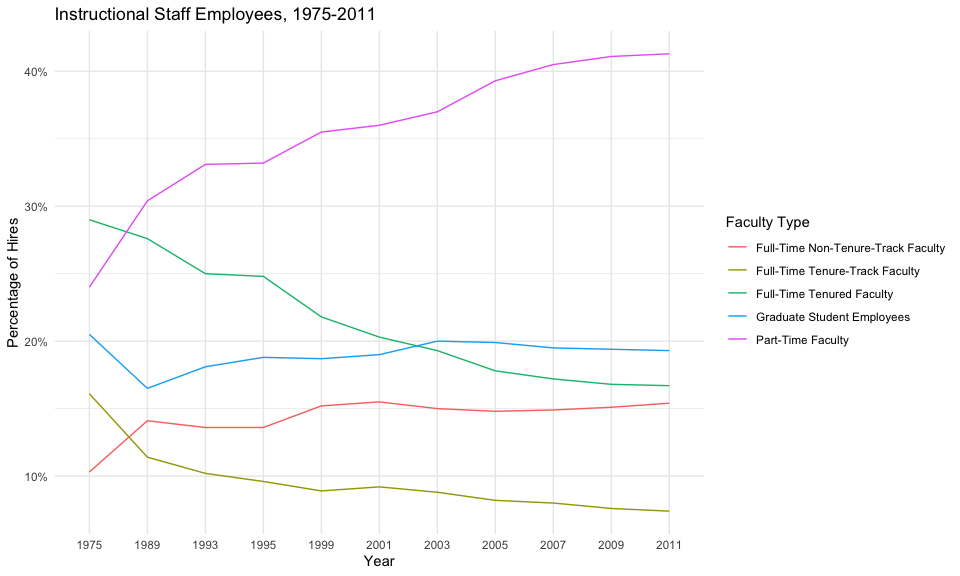 Instructional Staff Employees, 1975-2011
Percentage of Hires
40%
30%
20%
10%
1975 1989 1993 1995 1999 2001 2003 2005 2007 2009 2011
Year
Faculty Type
Full-Time Non-Tenure-Track Faculty
Full-Time Tenure-Track Faculty
Full-Time Tenured Faculty
Graduate Student Employees
Part-Time Faculty